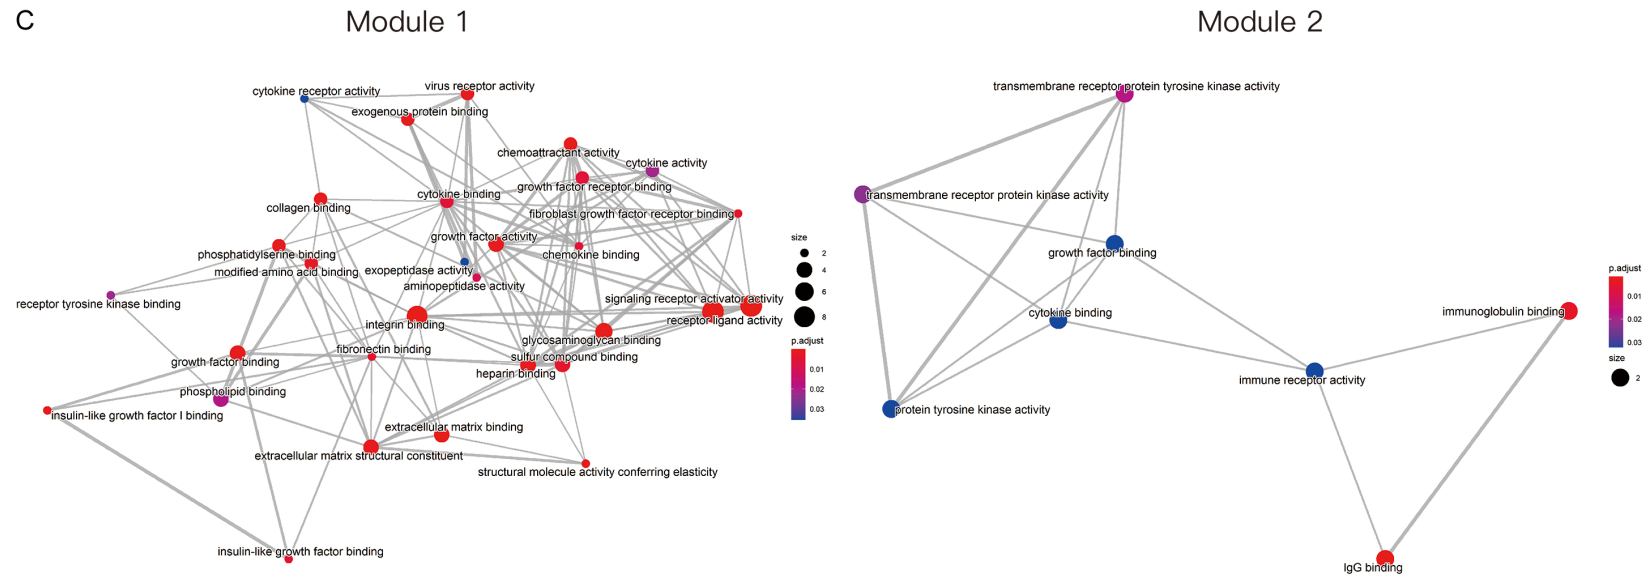 C
Module 1
Module 2
cytokine receptor activity
virus receptor activity
exogenous protein binding
chemoattractant activity
cytokine activity
growth factor receptor binding
cytokine binding
collagen binding
fibroblast growth factor receptor binding
growth factor activity
phosphatidylserine binding
chemokine binding
modified amino acid binding
exopeptidase activity
aminopeptidase activity
receptor tyrosine kinase binding
signaling receptor activator activity
receptor ligand activity
integrin binding
glycosaminoglycan binding
fibronectin binding
sulfur compound binding
growth factor binding
heparin binding
phospholipid binding
insulin-like growth factor I binding
extracellular matrix binding
extracellular matrix structural constituent
structural molecule activity conferring elasticity
insulin-like growth factor binding
size
2
4
6
8
p.adjust
0.01
0.02
0.03
transmembrane receptor protein tyrosine kinase activity
transmembrane receptor protein kinase activity
growth factor binding
cytokine binding
immunoglobulin binding
immune receptor activity
protein tyrosine kinase activity
IgG binding
p.adjust
0.01
0.02
0.03
size
2